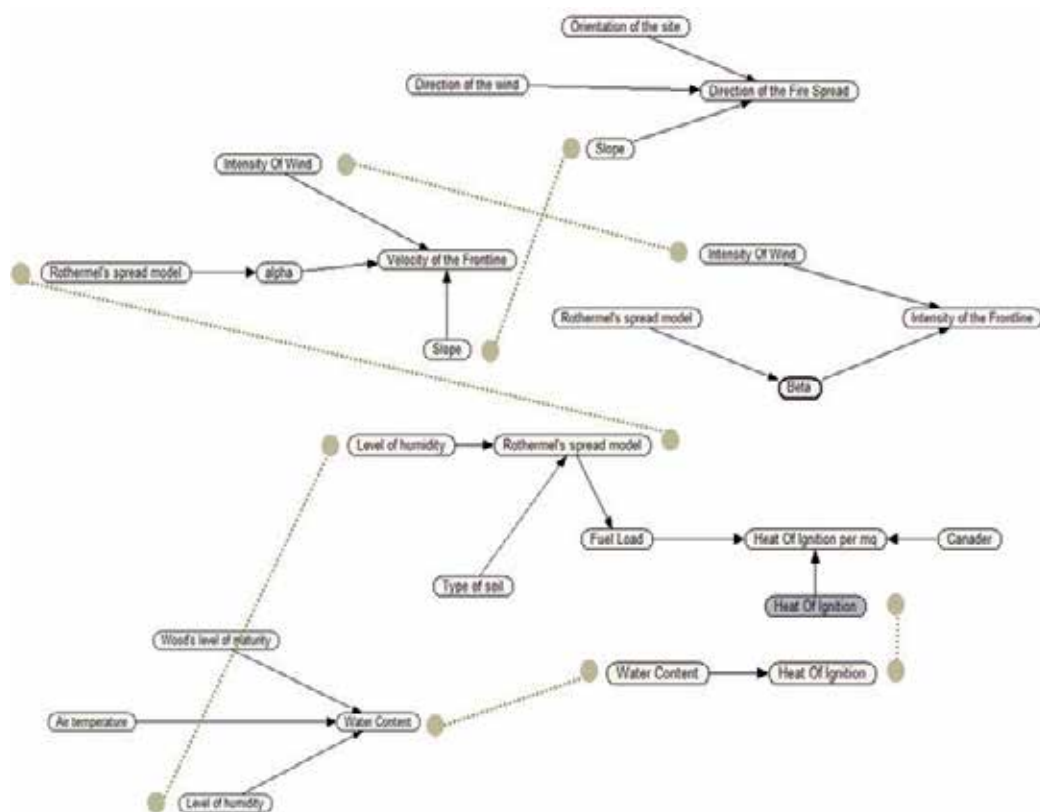 Orientation of the site
Direction of the wind
Direction of the Fire Spread
Slope
Intensity Of Wind
Velocity of the Frontline
Intensity Of Wind
Rothermel's spread model
alpha
Rothermel's spread model
Intensity of the Frontline
Slope
Beta
Level of humidity
Rothermel's spread model
Fuel Load
Heat Of Ignition per mq
Canader
Type of soil
Heat Of Ignition
Wood's level of maturity
Water Content
Heat Of Ignition
Air temperature
Water Content
Level of humidity